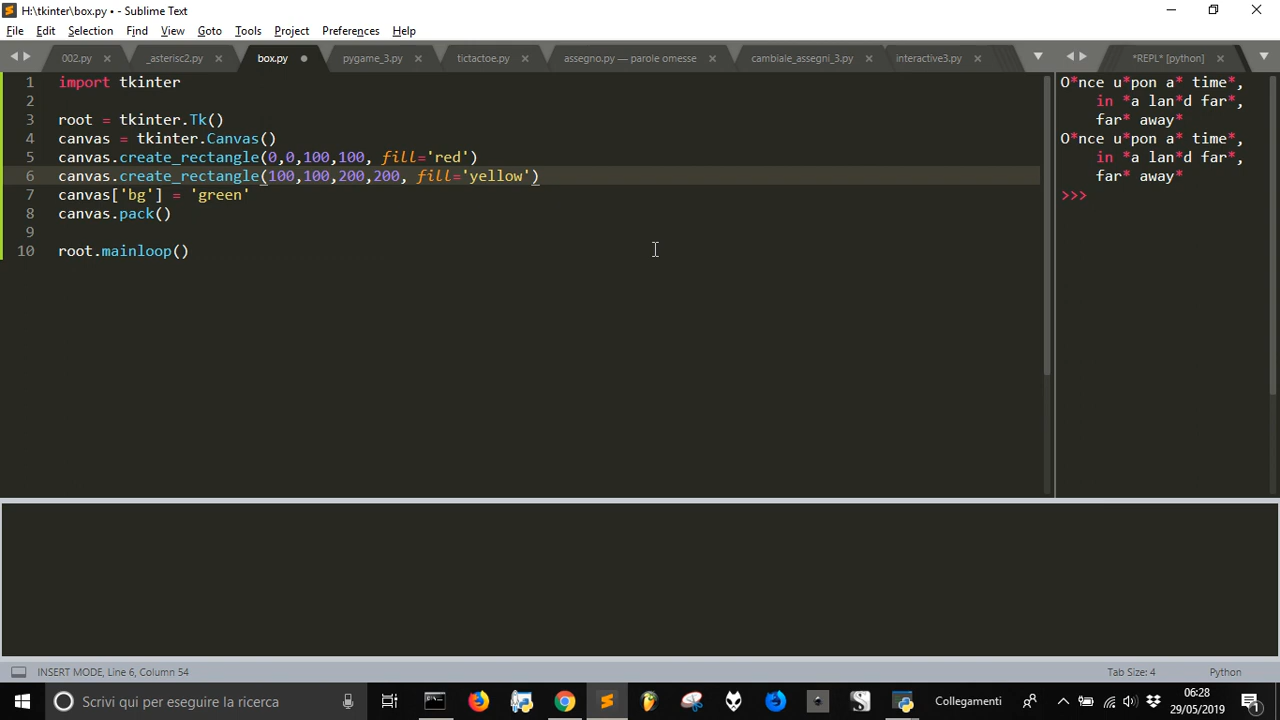 H:\tkinter\box.py • - Sublime Text
File Edit Selection Find View Goto Tools Project Preferences Help
002.py × _asterisc2.py × box.py pygame_3.py × tictactoe.py × assegno.py — parole omesse × cambiale_assegni_3.py × interactive3.py × *REPL* [python] ×
1 import tkinter
2
3 root = tkinter.Tk()
4 canvas = tkinter.Canvas()
5 canvas.create_rectangle(0,0,100,100, fill='red')
6 canvas.create_rectangle(100,100,200,200, fill='yellow')
7 canvas['bg'] = 'green'
8 canvas.pack()
9
10 root.mainloop()
O*nce u*pon a* time*,
in *a lan*d far*,
far* away*
O*nce u*pon a* time*,
in *a lan*d far*,
far* away*
>>>
INSERT MODE, Line 6, Column 54 Tab Size: 4 Python
Scrivi qui per eseguire la ricerca Collegamenti 06:28
29/05/2019 1